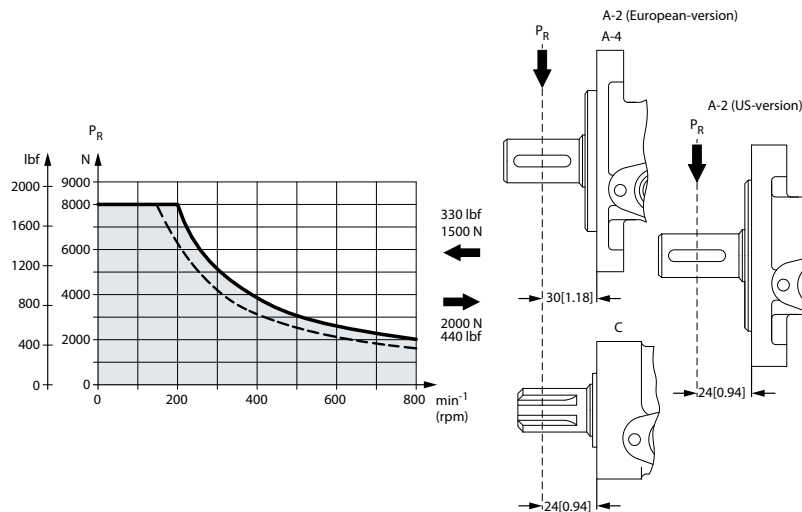 A-2 (European-version)
P_R
A-4
A-2 (US-version)
P_R
P_R
lbf
N
9000
2000
8000
1600
1200
6000
800
4000
400
2000
0
0
0
200
400
600
800
min⁻¹
(rpm)
330 lbf
1500 N
2000 N
440 lbf
30[1.18]
C
24[0.94]
24[0.94]